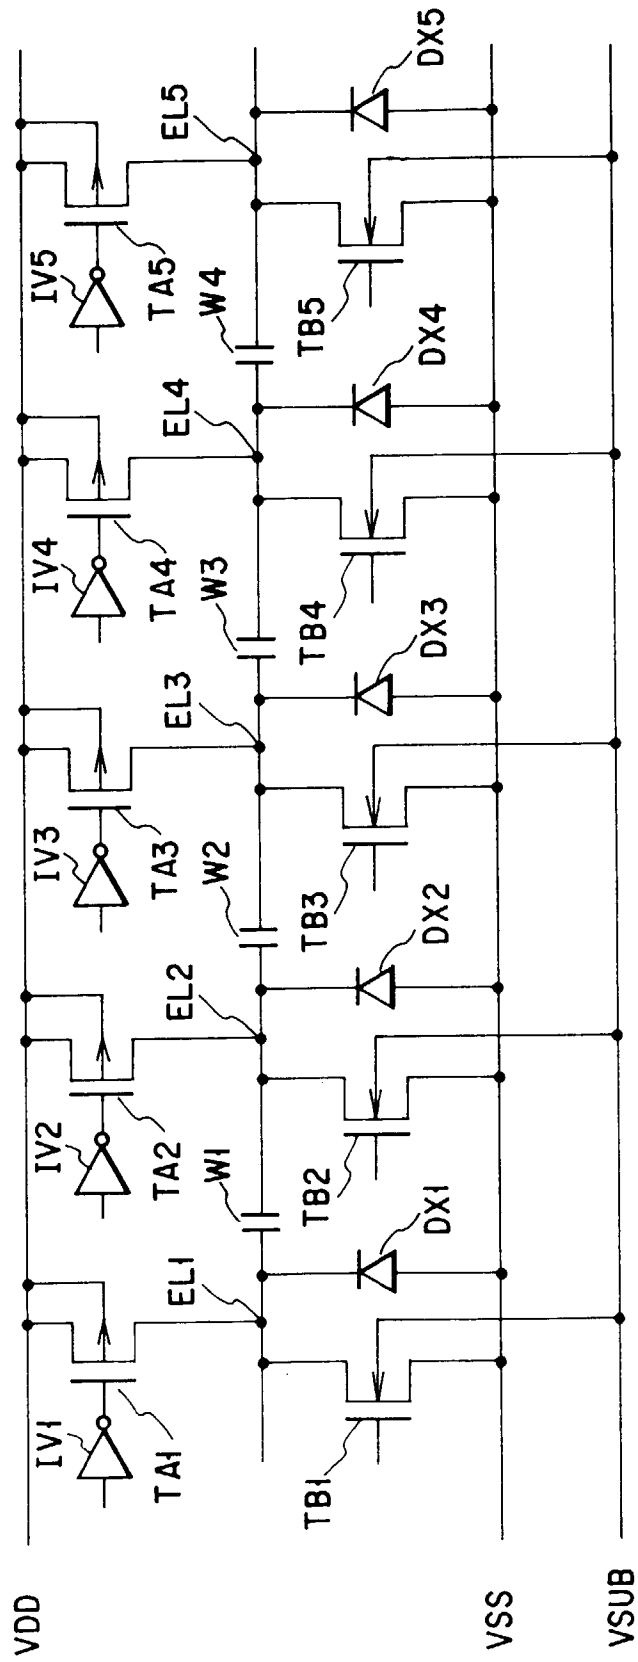 VDD
IV1
TA1
IV2
TA2
IV3
TA3
IV4
TA4
IV5
TA5
EL1
EL2
EL3
EL4
EL5
W1
W2
W3
W4
TB1
DX1
TB2
DX2
TB3
DX3
TB4
DX4
TB5
DX5
VSS
VSUB